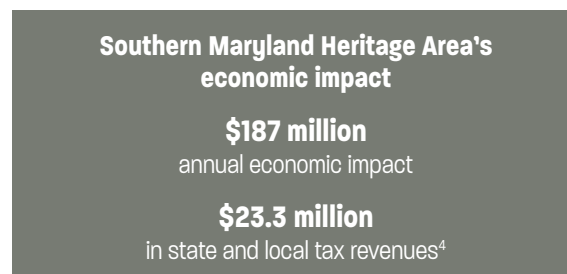 Southern Maryland Heritage Area's
economic impact
$187 million
annual economic impact
$23.3 million
in state and local tax revenues⁴